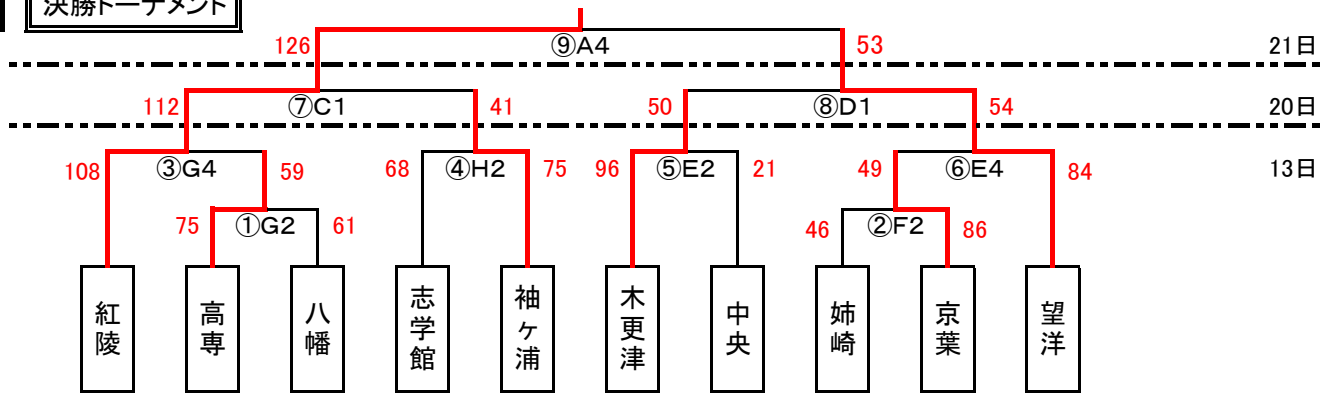 決勝トーナメント
126 ⑨A4 53 21日
112 ⑦C1 41 50 ⑧D1 54 20日
108 ③G4 59 68 ④H2 75 96 ⑤E2 21 49 ⑥E4 84 13日
75 ①G2 61 46 ②F2 86
紅陵
高専
八幡
志学館
袖ヶ浦
木更津
中央
姉崎
京葉
望洋